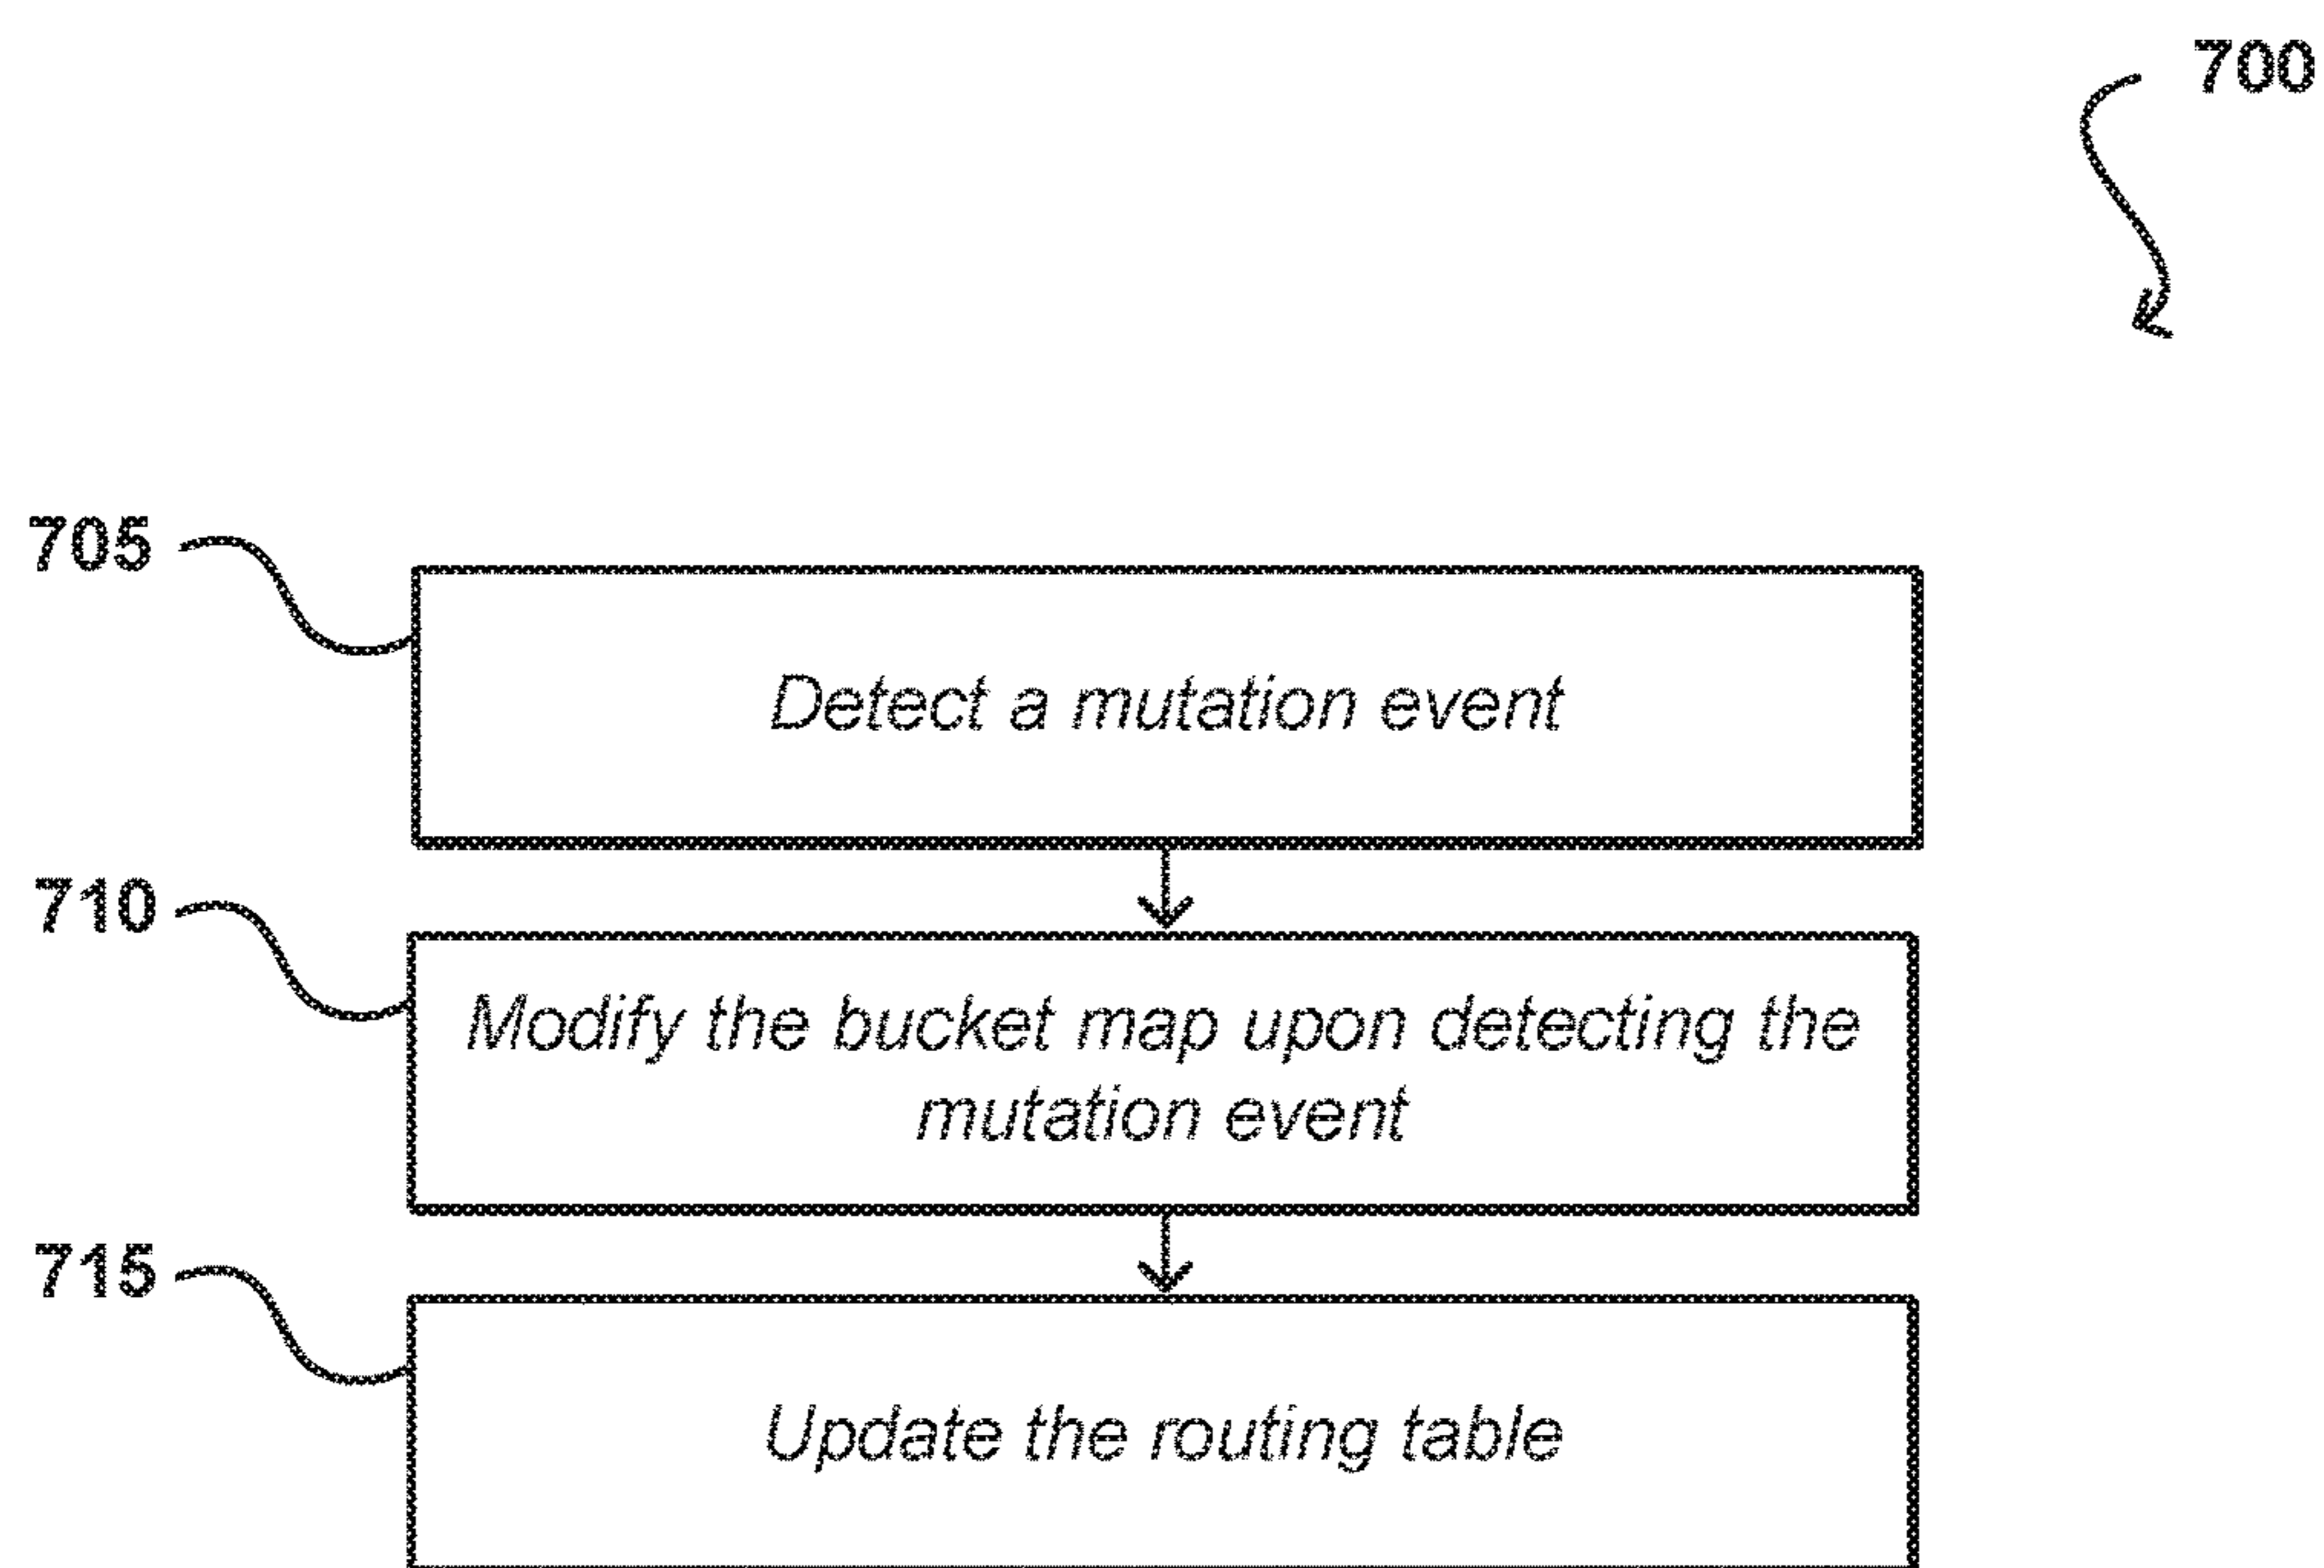 700
705
Detect a mutation event
710
Modify the bucket map upon detecting the
mutation event
715
Update the routing table